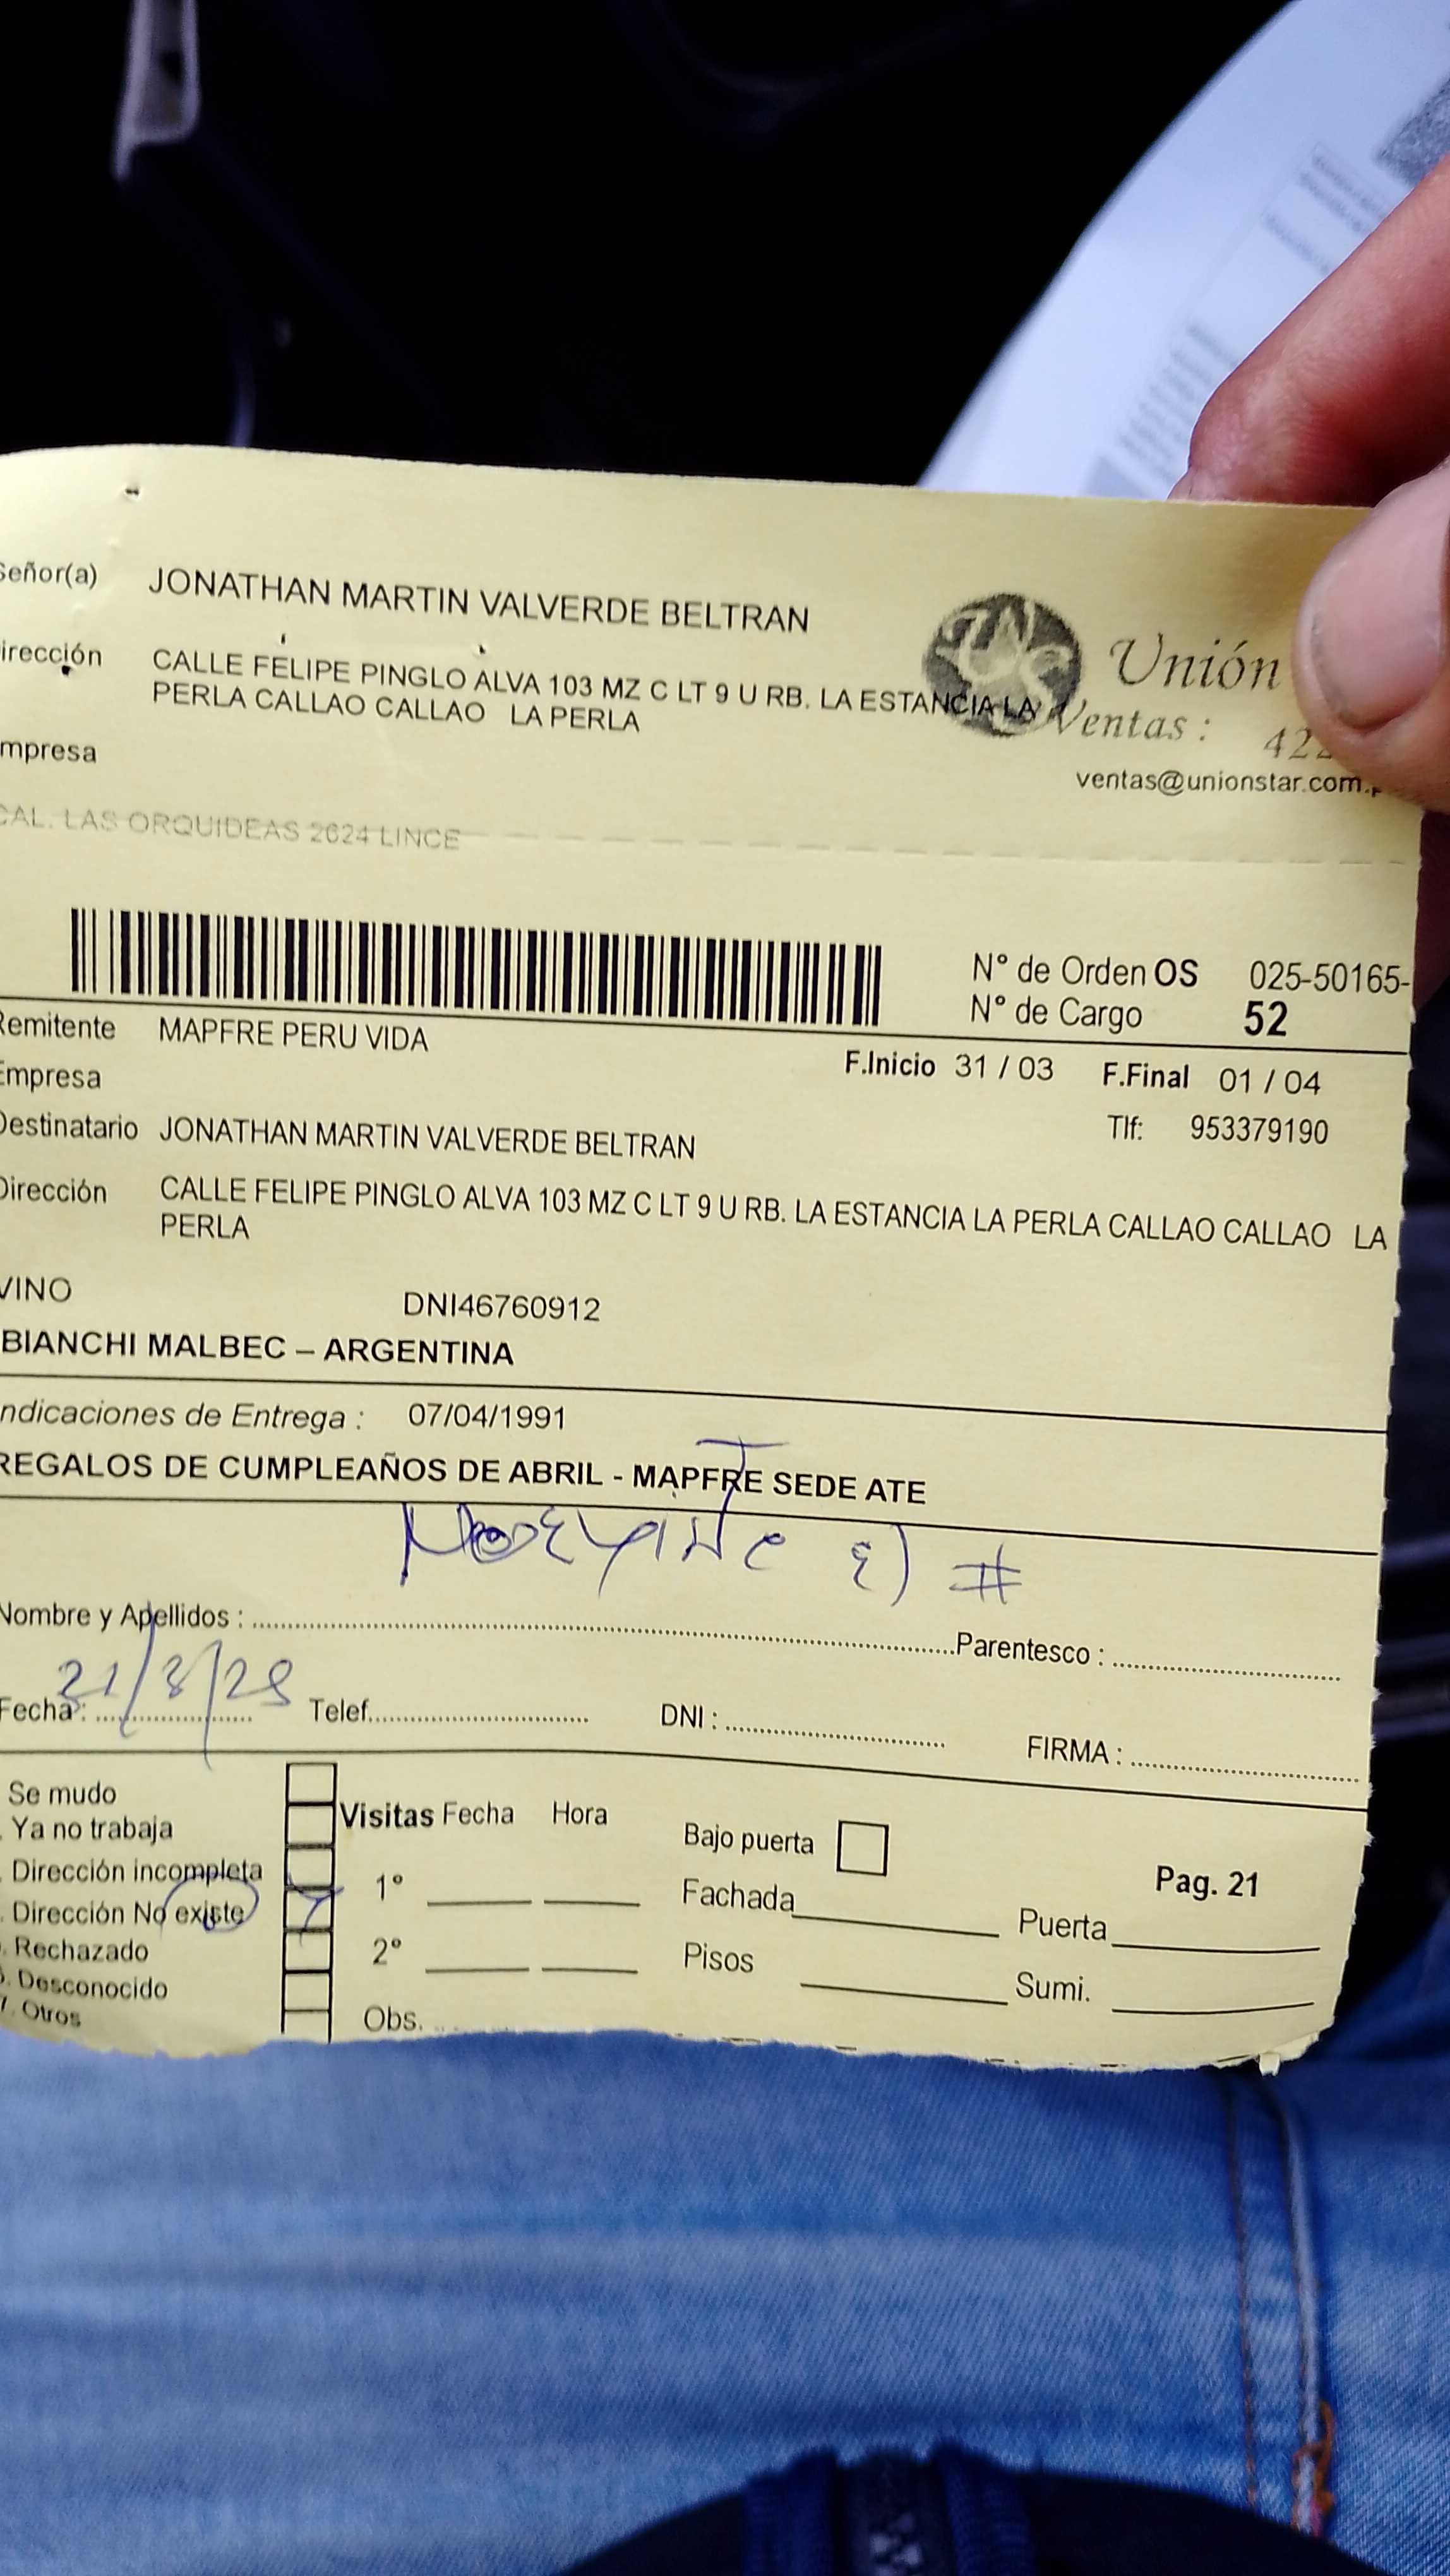 Señor(a) JONATHAN MARTIN VALVERDE BELTRAN
irección CALLE FELIPE PINGLO ALVA 103 MZ C LT 9 U RB. LA ESTANCIA LA
PERLA CALLAO CALLAO LA PERLA
Unión
Ventas : 422
mpresa
ventas@unionstar.com.p
CAL. LAS ORQUIDEAS 2624 LINCE
N° de Orden OS 025-50165-
N° de Cargo 52
Remitente MAPFRE PERU VIDA
F.Inicio 31 / 03 F.Final 01 / 04
Empresa
Tlf: 953379190
Destinatario JONATHAN MARTIN VALVERDE BELTRAN
Dirección CALLE FELIPE PINGLO ALVA 103 MZ C LT 9 U RB. LA ESTANCIA LA PERLA CALLAO CALLAO LA
PERLA
VINO DNI46760912
BIANCHI MALBEC – ARGENTINA
ndicaciones de Entrega : 07/04/1991
REGALOS DE CUMPLEAÑOS DE ABRIL - MAPFRE SEDE ATE
#
Nombre y Apellidos : Parentesco :
Fecha : Telef. DNI : FIRMA :
Se mudo
. Ya no trabaja
. Dirección incompleta
. Dirección No existe
. Rechazado
. Desconocido
7. Otros
Visitas Fecha Hora
1°
2°
Obs.
Bajo puerta
Fachada
Pisos
Pag. 21
Puerta
Sumi.